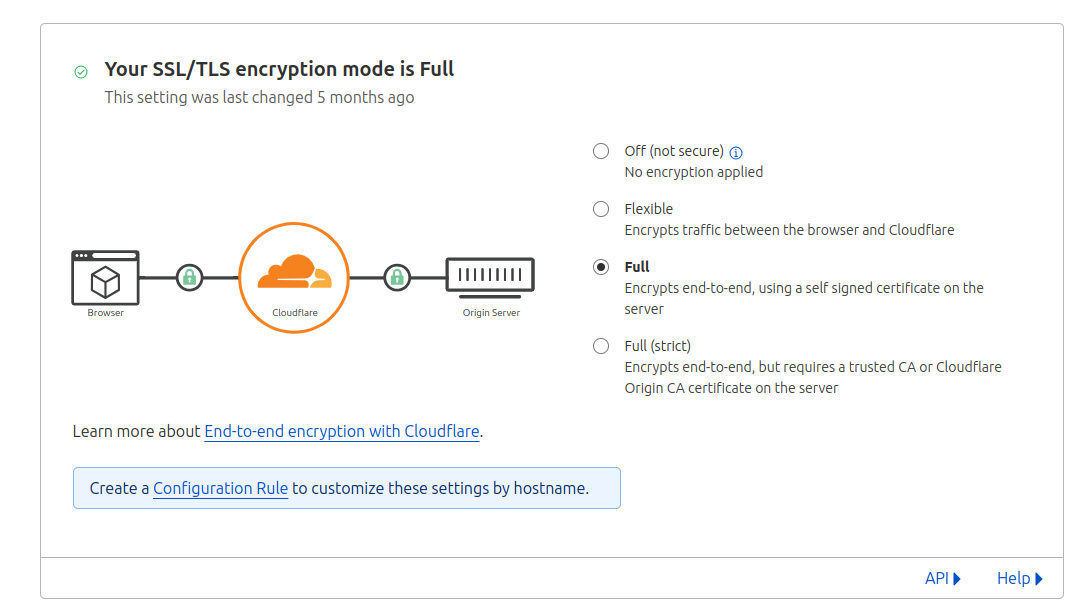 Your SSL/TLS encryption mode is Full
This setting was last changed 5 months ago
Browser
Cloudflare
Origin Server
Off (not secure)
No encryption applied
Flexible
Encrypts traffic between the browser and Cloudflare
Full
Encrypts end-to-end, using a self signed certificate on the
server
Full (strict)
Encrypts end-to-end, but requires a trusted CA or Cloudflare
Origin CA certificate on the server
Learn more about End-to-end encryption with Cloudflare.
Create a Configuration Rule to customize these settings by hostname.
API
Help